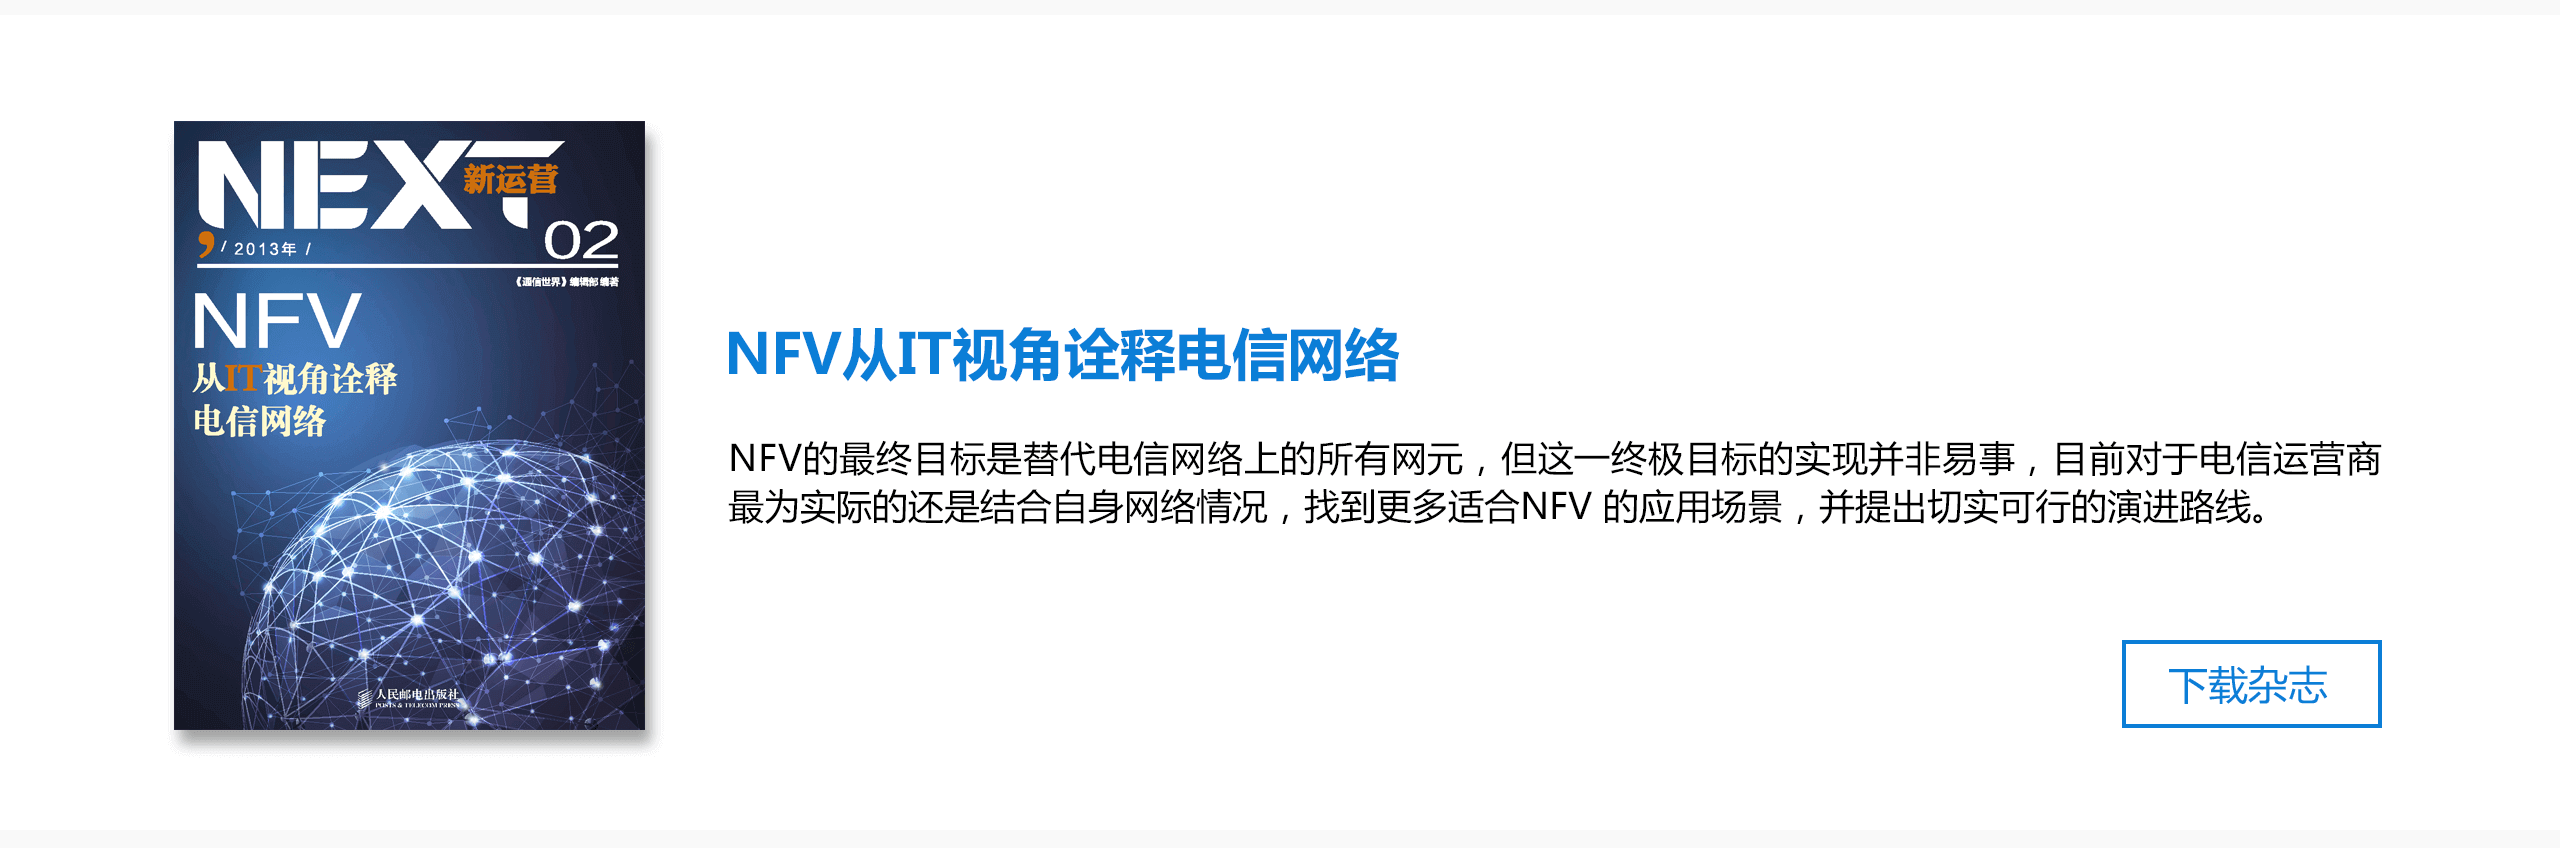 NEXT
新运营
, / 2013年 /
02
《通信世界》编辑部 编著
NFV
从IT视角诠释
电信网络
人民邮电出版社
POSTS & TELECOM PRESS
NFV从IT视角诠释电信网络
NFV的最终目标是替代电信网络上的所有网元，但这一终极目标的实现并非易事，目前对于电信运营商
最为实际的还是结合自身网络情况，找到更多适合NFV 的应用场景，并提出切实可行的演进路线。
下载杂志